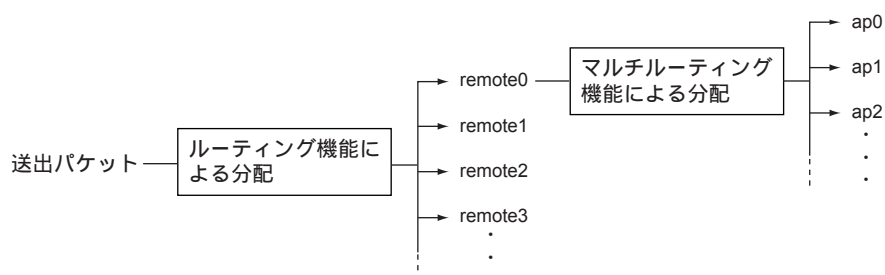 送出パケット
ルーティング機能に
よる分配
remote0
remote1
remote2
remote3
マルチルーティング
機能による分配
ap0
ap1
ap2